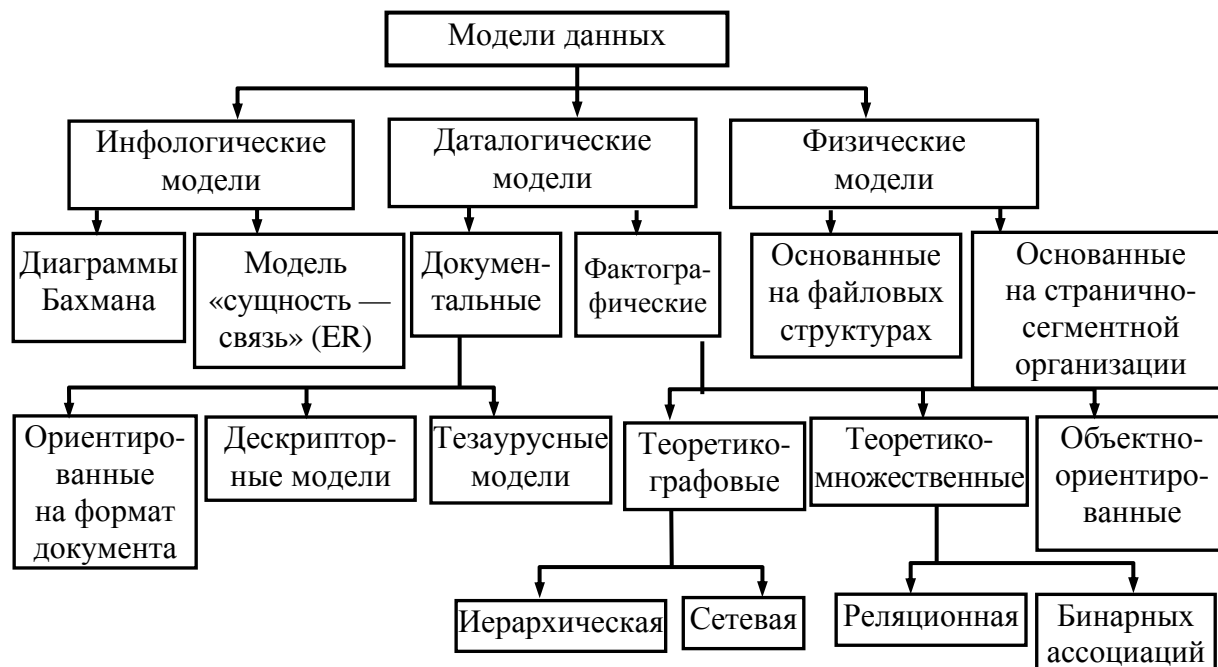 Модели данных
Инфологические
модели
Даталогические
модели
Физические
модели
Диаграммы
Бахмана
Модель
«сущность —
связь» (ER)
Докумен-
тальные
Фактогра-
фические
Основанные
на файловых
структурах
Основанные
на странично-
сегментной
организации
Ориентиро-
ванные
на формат
документа
Дескриптор-
ные модели
Тезаурусные
модели
Теоретико-
графовые
Теоретико-
множественные
Объектно-
ориентиро-
ванные
Иерархическая
Сетевая
Реляционная
Бинарных
ассоциаций